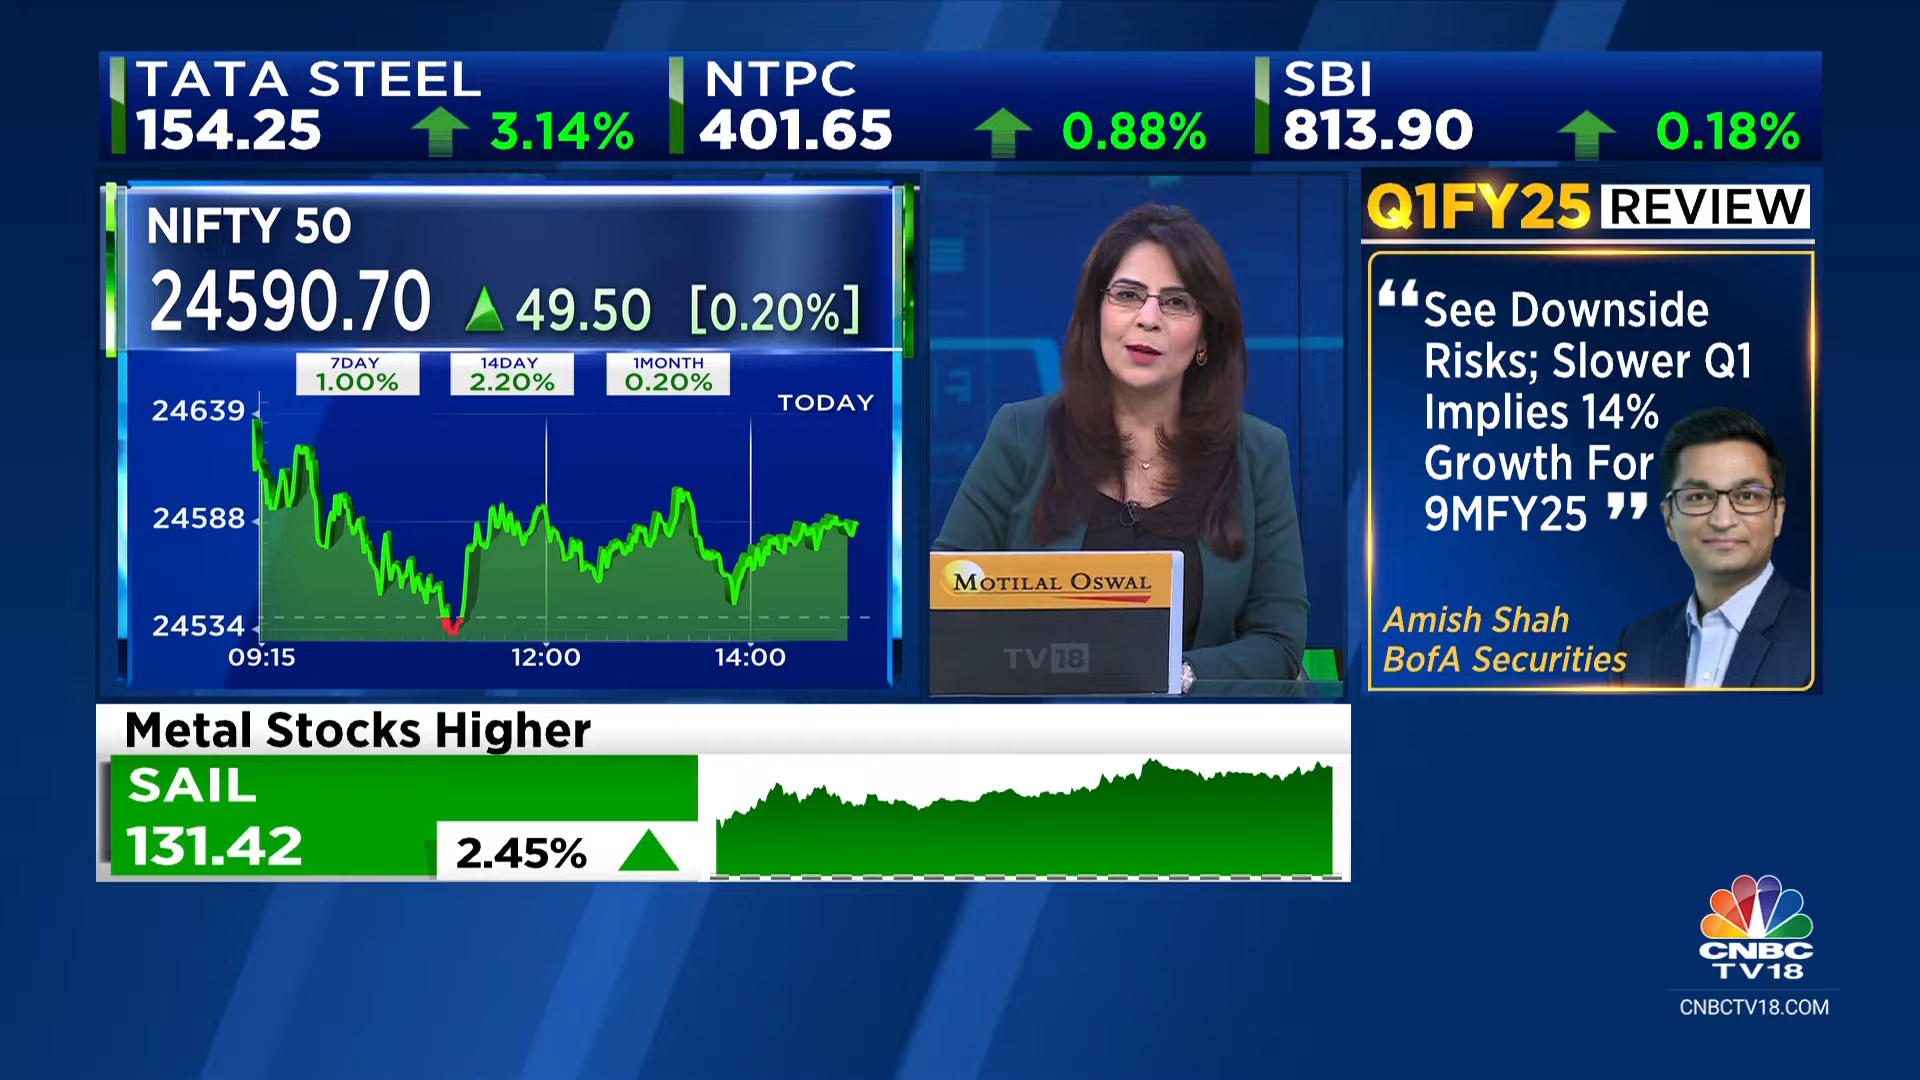 TATA STEEL
154.25 3.14%
NTPC
401.65 0.88%
SBI
813.90 0.18%
NIFTY 50
24590.70 49.50 [0.20%]
7DAY
1.00%
14DAY
2.20%
1MONTH
0.20%
TODAY
24639
24588
24534
09:15 12:00 14:00
MOTILAL OSWAL
TV18
Q1FY25 REVIEW
“See Downside
Risks; Slower Q1
Implies 14%
Growth For
9MFY25 ”
Amish Shah
BofA Securities
Metal Stocks Higher
SAIL
131.42
2.45%
CNBC
TV18
CNBCTV18.COM